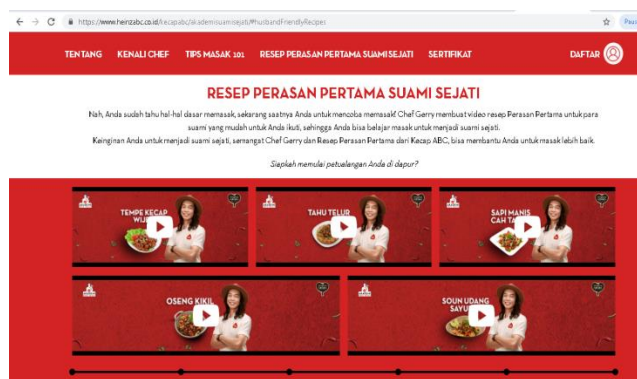 https://www.heinzabc.co.id/kecapabc/akademisuamisejati/#husbandFriendlyRecipes
Paus
TENTANG KENALI CHEF TIPS MASAK 101 RESEP PERASAN PERTAMA SUAMI SEJATI SERTIFIKAT DAFTAR
RESEP PERASAN PERTAMA SUAMI SEJATI
Nah, Anda sudah tahu hal-hal dasar memasak, sekarang saatnya Anda untuk mencoba memasak! Chef Gerry membuat video resep Perasan Pertama untuk para
suami yang mudah untuk Anda ikuti, sehingga Anda bisa belajar masak untuk menjadi suami sejati.
Keinginan Anda untuk menjadi suami sejati, semangat Chef Gerry dan Resep Perasan Pertama dari Kecap ABC, bisa membantu Anda untuk masak lebih baik.
Siapkah memulai petualangan Anda di dapur?
TEMPE KECAP
WIJ
TAHU TELUR
SAPI MANIS
CAH TA
OSENG KIKIL
SOUN UDANG
SAYU